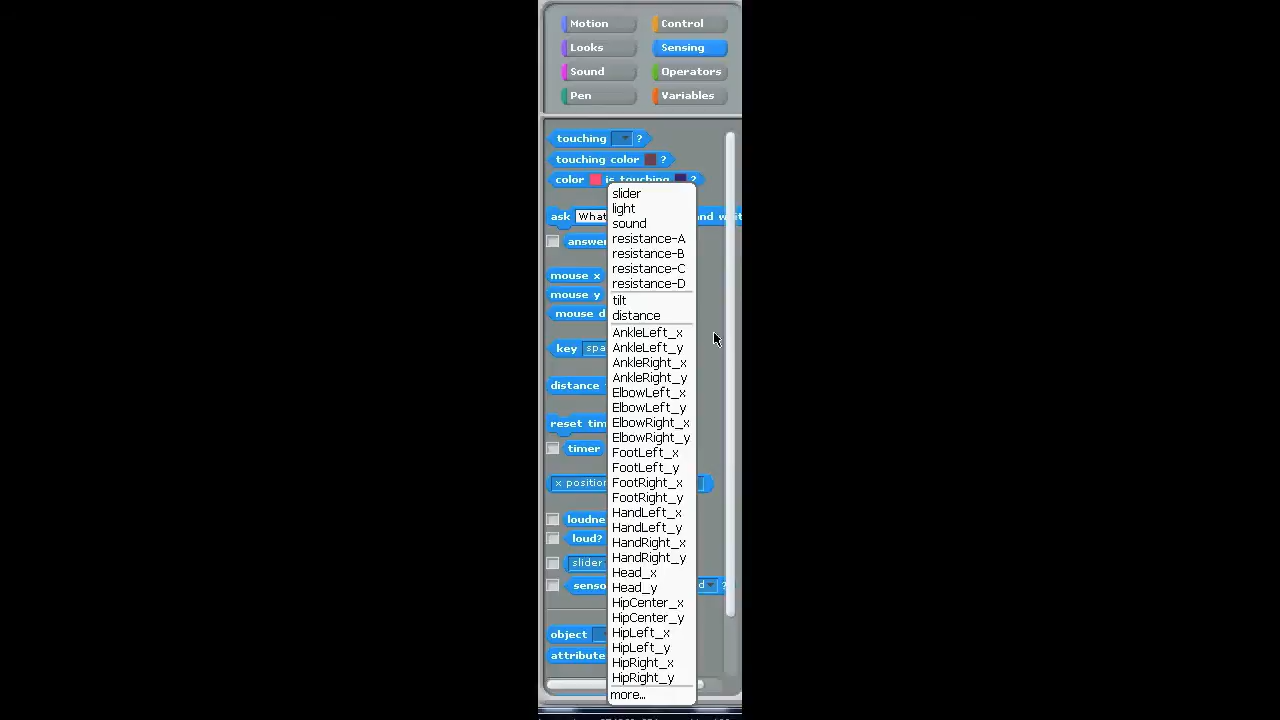 Motion Control
Looks Sensing
Sound Operators
Pen Variables
touching ?
touching color ?
color is touching ?
ask What and wait
answer
mouse x
mouse y
mouse d
key spa
distance
reset tim
timer
x position
loudne
loud?
slider
senso d ?
object
attribute
slider
light
sound
resistance-A
resistance-B
resistance-C
resistance-D
tilt
distance
AnkleLeft_x
AnkleLeft_y
AnkleRight_x
AnkleRight_y
ElbowLeft_x
ElbowLeft_y
ElbowRight_x
ElbowRight_y
FootLeft_x
FootLeft_y
FootRight_x
FootRight_y
HandLeft_x
HandLeft_y
HandRight_x
HandRight_y
Head_x
Head_y
HipCenter_x
HipCenter_y
HipLeft_x
HipLeft_y
HipRight_x
HipRight_y
more...